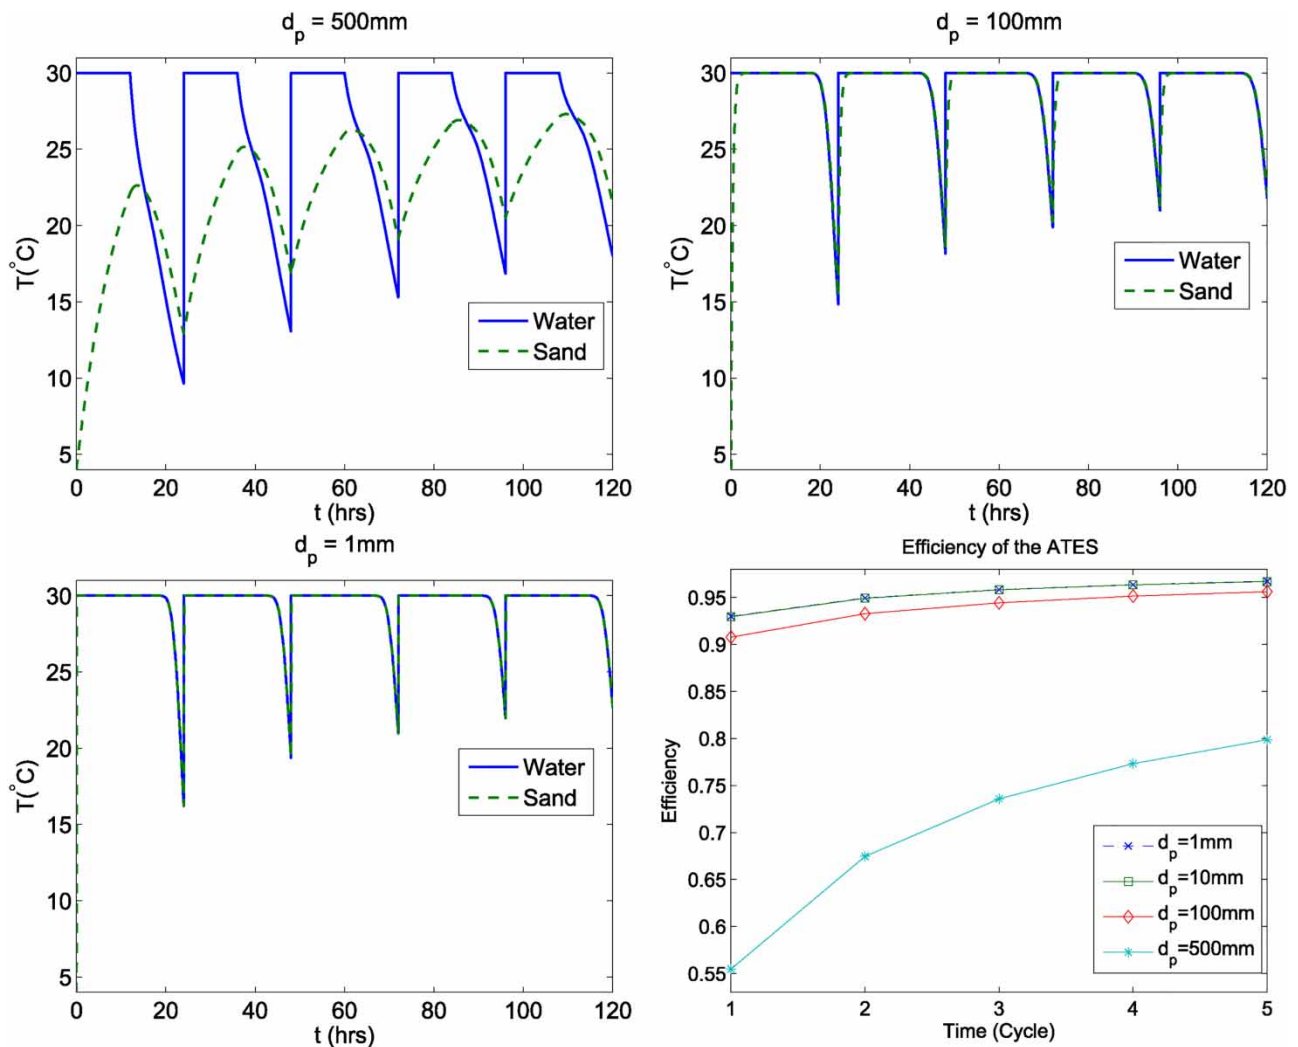 d_p = 500mm
30
25
20
15
10
5
T(°C)
0 20 40 60 80 100 120
t (hrs)
Water
Sand
d_p = 100mm
30
25
20
15
10
5
T(°C)
0 20 40 60 80 100 120
t (hrs)
Water
Sand
d_p = 1mm
30
25
20
15
10
5
T(°C)
0 20 40 60 80 100 120
t (hrs)
Water
Sand
Efficiency of the ATES
0.95
0.9
0.85
0.8
0.75
0.7
0.65
0.6
0.55
Efficiency
1 2 3 4 5
Time (Cycle)
d_p=1mm
d_p=10mm
d_p=100mm
d_p=500mm